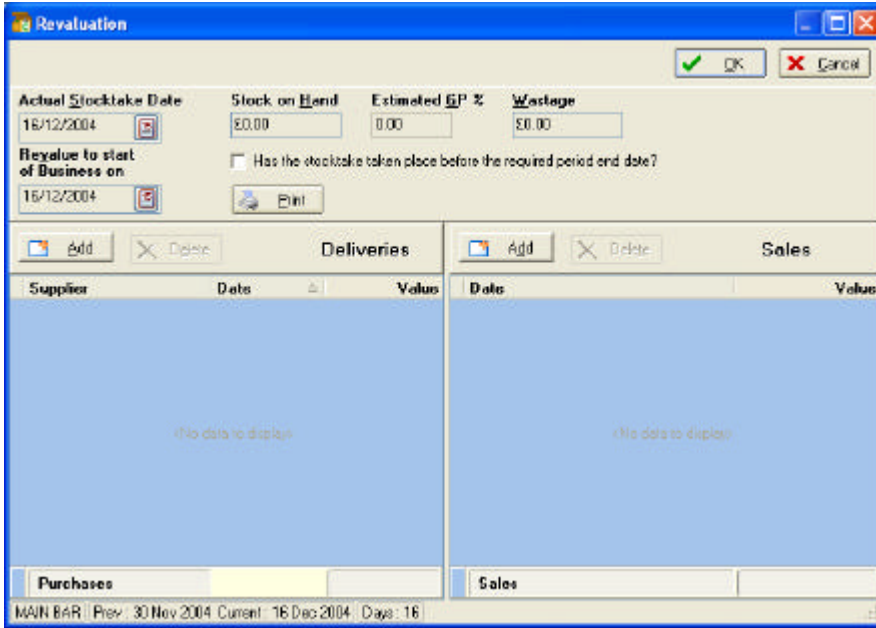 Revaluation
OK Cancel
Actual Stocktake Date Stock on Hand Estimated GP % Wastage
16/12/2004 £0.00 0.00 £0.00
Revalue to start
of Business on
Has the stocktake taken place before the required period end date?
16/12/2004 Print
Add Delete Deliveries Add Delete Sales
Supplier Date Value Date Value
(No data to display) (No data to display)
Purchases Sales
MAIN BAR Prev : 30 Nov 2004 Current : 16 Dec 2004 Days : 16